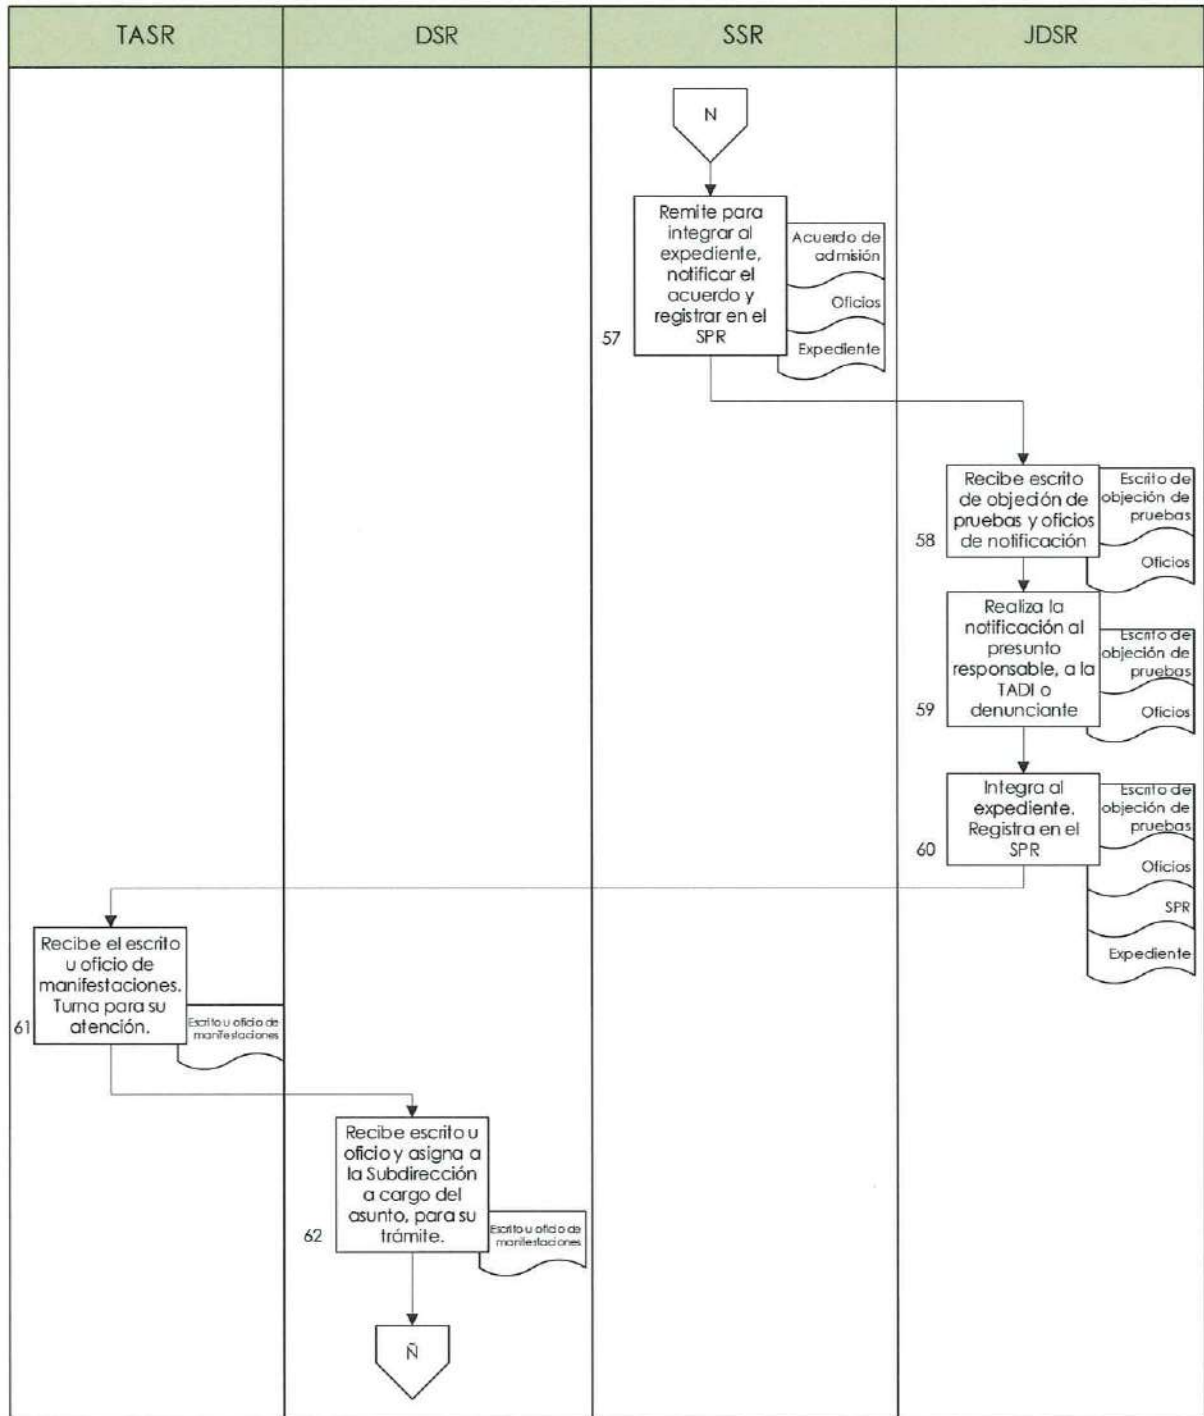 TASR
DSR
SSR
JDSR
N
Remite para
integrar al
expediente,
notificar el
acuerdo y
registrar en el
SPR
57
Acuerdo de
admisión
Oficios
Expediente
Recibe escrito
de objeción de
pruebas y oficios
de notificación
58
Escrito de
objeción de
pruebas
Oficios
Realiza la
notificación al
presunto
responsable, a la
TADI o
denunciante
59
Escrito de
objeción de
pruebas
Oficios
Integra al
expediente.
Registra en el
SPR
60
Escrito de
objeción de
pruebas
Oficios
SPR
Expediente
Recibe el escrito
u oficio de
manifestaciones.
Turna para su
atención.
61
Escrito u oficio de
manifestaciones
Recibe escrito u
oficio y asigna a
la Subdirección
a cargo del
asunto, para su
trámite.
62
Escrito u oficio de
manifestaciones
Ñ